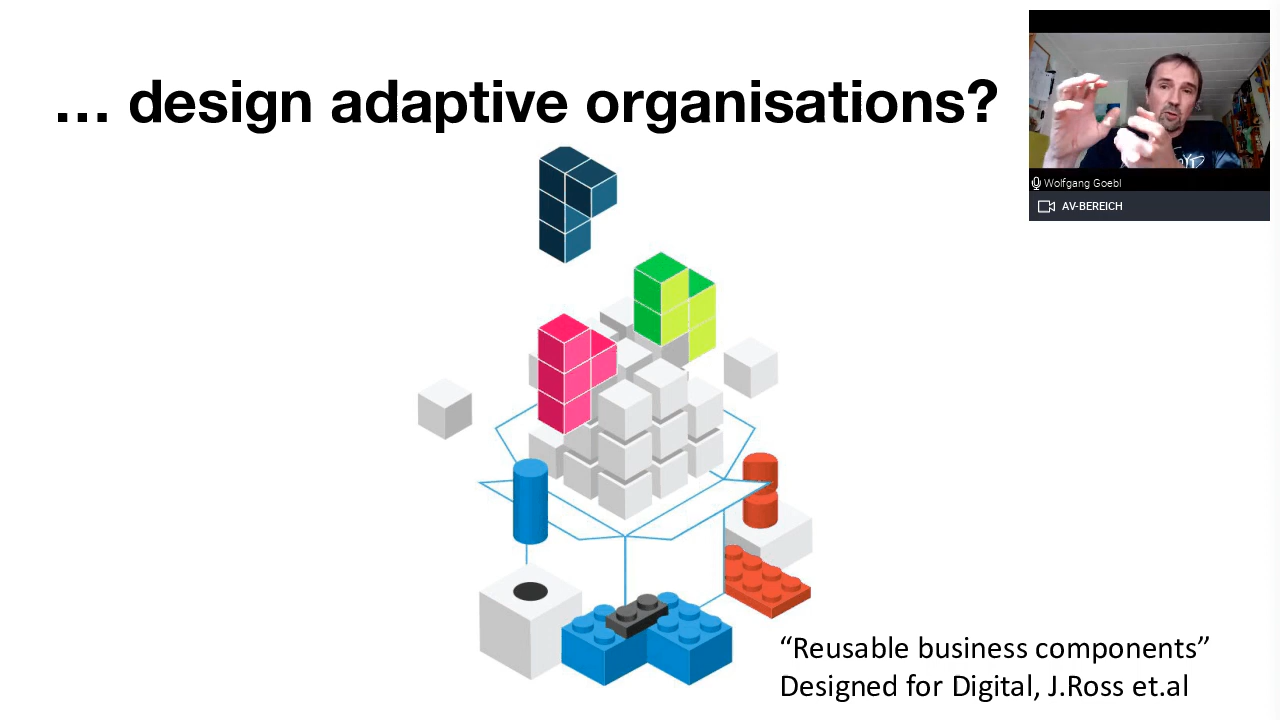 … design adaptive organisations?
Wolfgang Goebl
AV-BEREICH
“Reusable business components”
Designed for Digital, J.Ross et.al